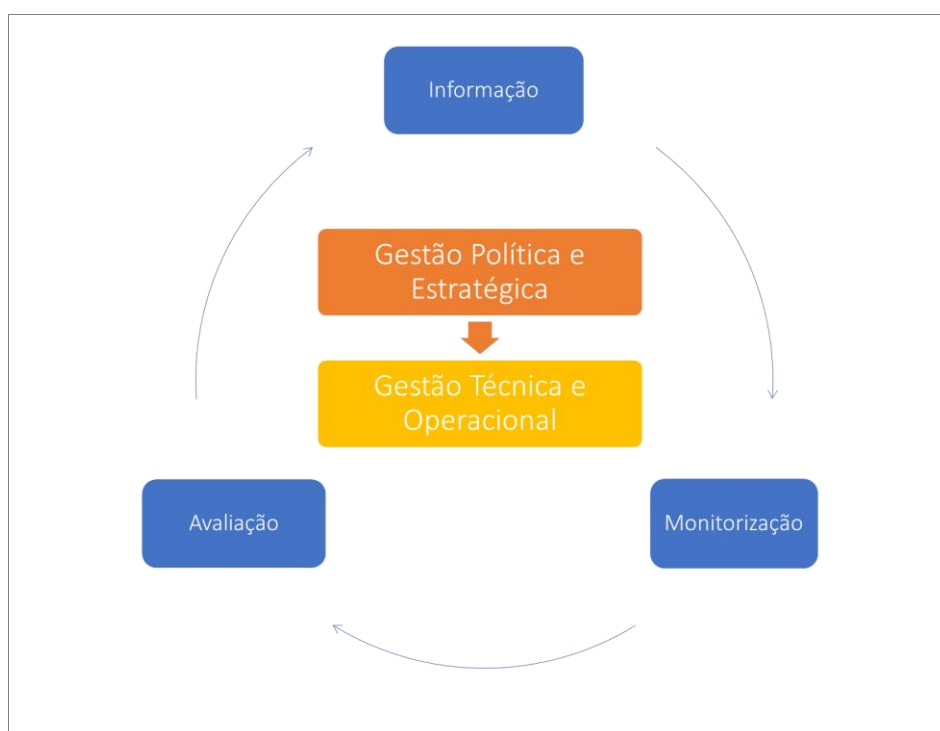 Informação
Gestão Política e
Estratégica
Gestão Técnica e
Operacional
Avaliação
Monitorização